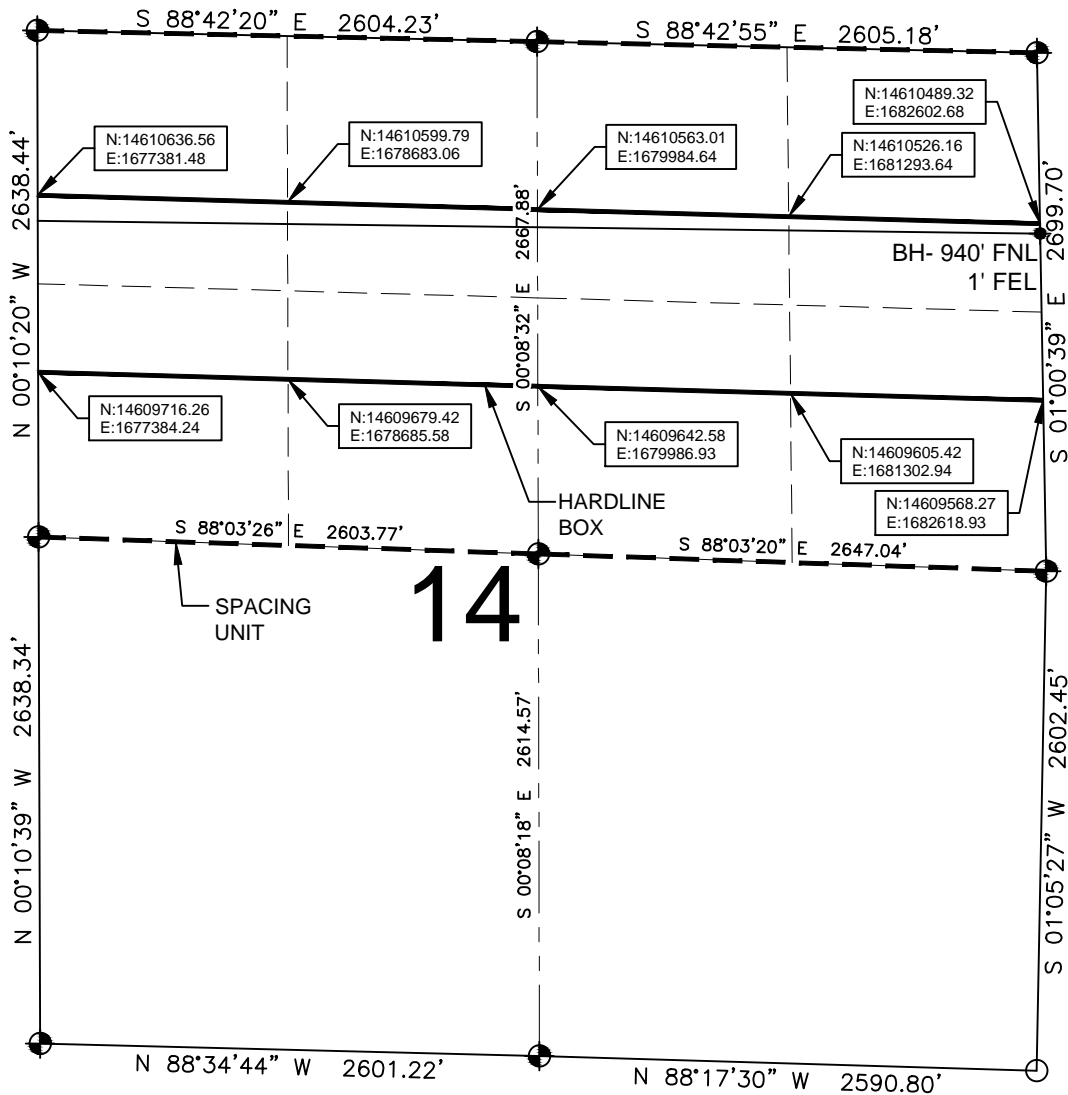 S 88°42'20" E 2604.23'
S 88°42'55" E 2605.18'
N:14610489.32
E:1682602.68
N:14610636.56
E:1677381.48
N:14610599.79
E:1678683.06
N:14610563.01
E:1679984.64
N:14610526.16
E:1681293.64
N 00°10'20" W 2638.44'
S 00°08'32" E 2667.88'
S 01°00'39" E 2699.70'
BH- 940' FNL
1' FEL
N:14609716.26
E:1677384.24
N:14609679.42
E:1678685.58
N:14609642.58
E:1679986.93
N:14609605.42
E:1681302.94
N:14609568.27
E:1682618.93
HARDLINE
BOX
S 88°03'26" E 2603.77'
S 88°03'20" E 2647.04'
SPACING
UNIT
14
N 00°10'39" W 2638.34'
S 00°08'18" E 2614.57'
S 01°05'27" W 2602.45'
N 88°34'44" W 2601.22'
N 88°17'30" W 2590.80'